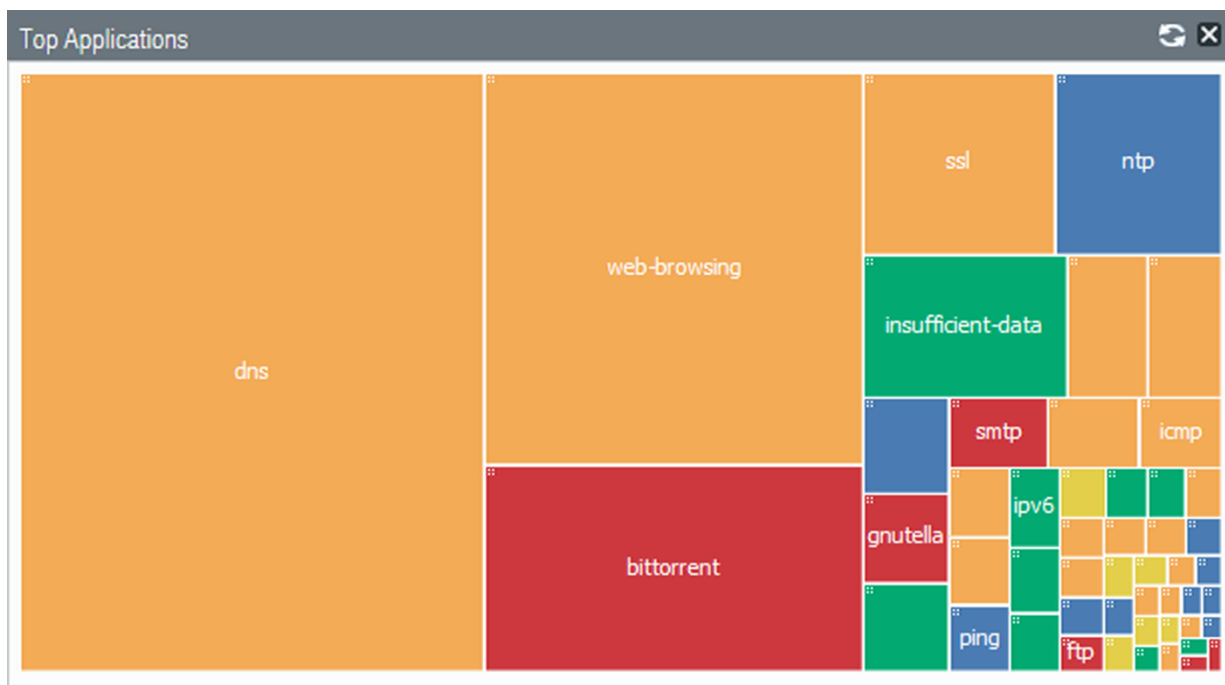 Top Applications
dns
web-browsing
bittorrent
ssl
ntp
insufficient-data
smtp
icmp
gnutella
ipv6
ping
ftp